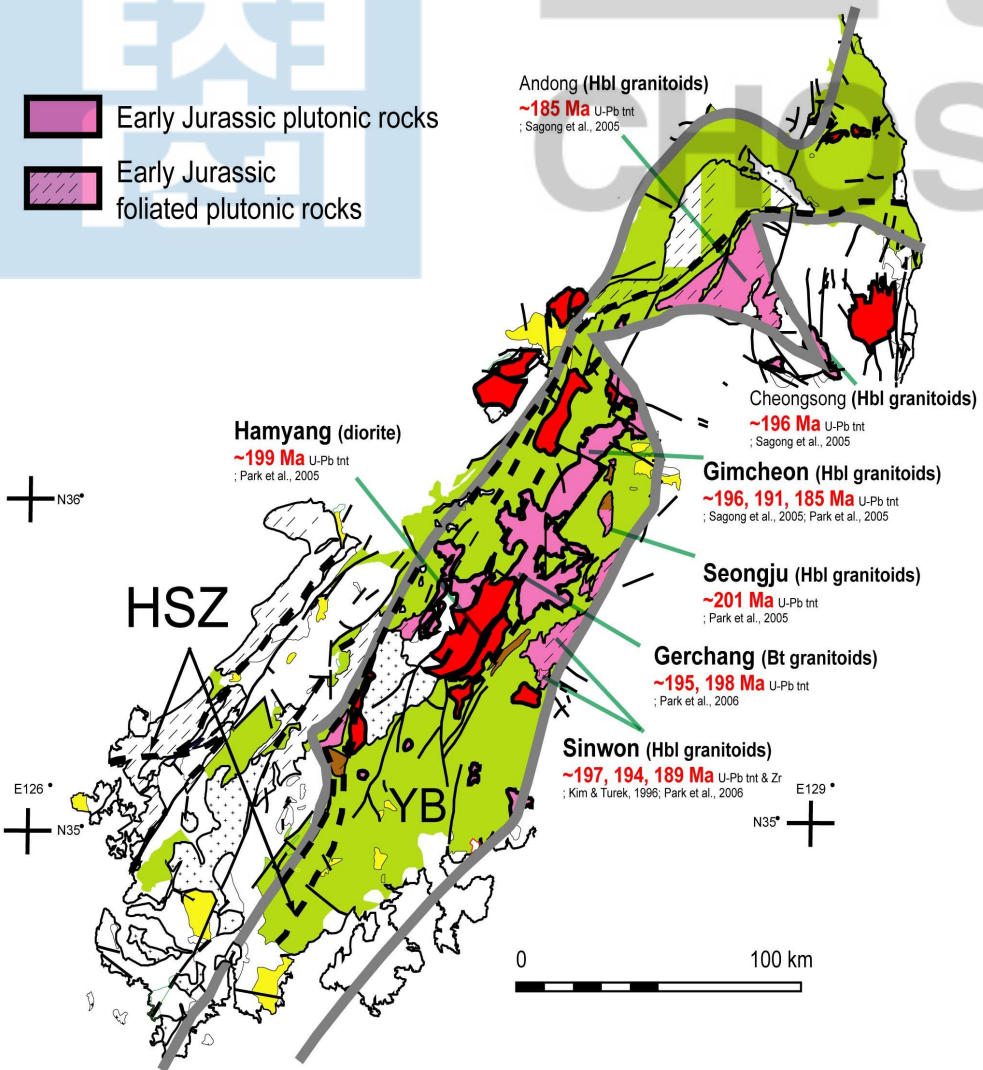 CHOS
Early Jurassic plutonic rocks
Early Jurassic
foliated plutonic rocks
Andong (Hbl granitoids)
~185 Ma U-Pb tnt
; Sagong et al., 2005
Cheongsong (Hbl granitoids)
~196 Ma U-Pb tnt
; Sagong et al., 2005
Hamyang (diorite)
~199 Ma U-Pb tnt
; Park et al., 2005
Gimcheon (Hbl granitoids)
~196, 191, 185 Ma U-Pb tnt
; Sagong et al., 2005; Park et al., 2005
N36°
Seongju (Hbl granitoids)
~201 Ma U-Pb tnt
; Park et al., 2005
HSZ
Gerchang (Bt granitoids)
~195, 198 Ma U-Pb tnt
; Park et al., 2006
Sinwon (Hbl granitoids)
~197, 194, 189 Ma U-Pb tnt & Zr
; Kim & Turek, 1996; Park et al., 2006
E126°
E129°
YB
N35°
N35°
0
100 km